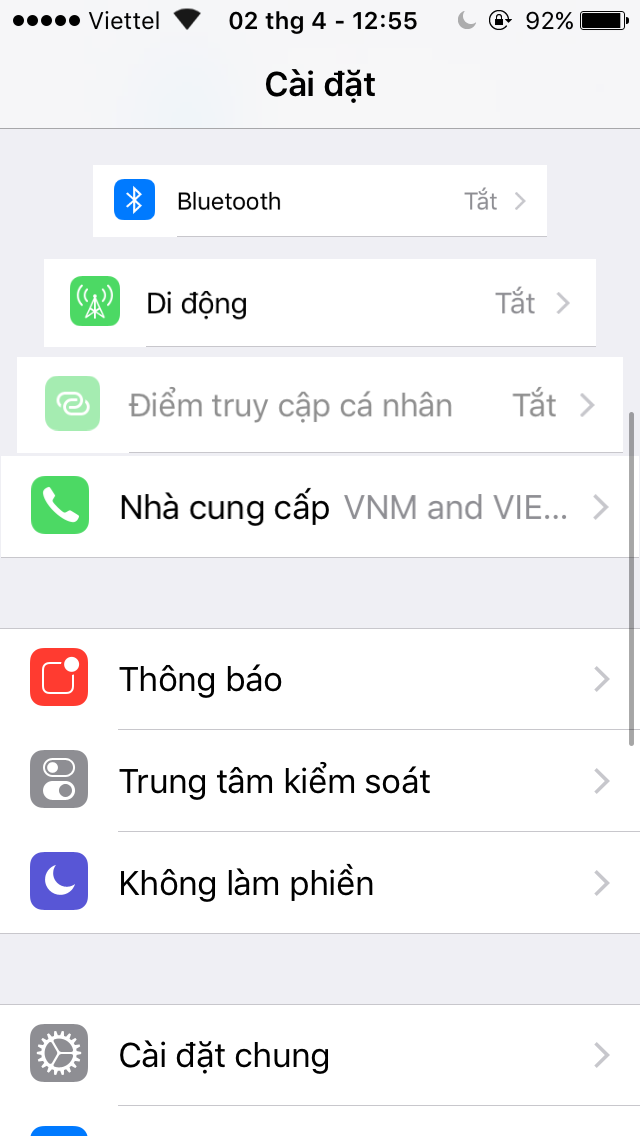 Viettel 02 thg 4 - 12:55 92%
Cài đặt
Bluetooth Tắt
Di động Tắt
Điểm truy cập cá nhân Tắt
Nhà cung cấp VNM and VIE...
Thông báo
Trung tâm kiểm soát
Không làm phiền
Cài đặt chung